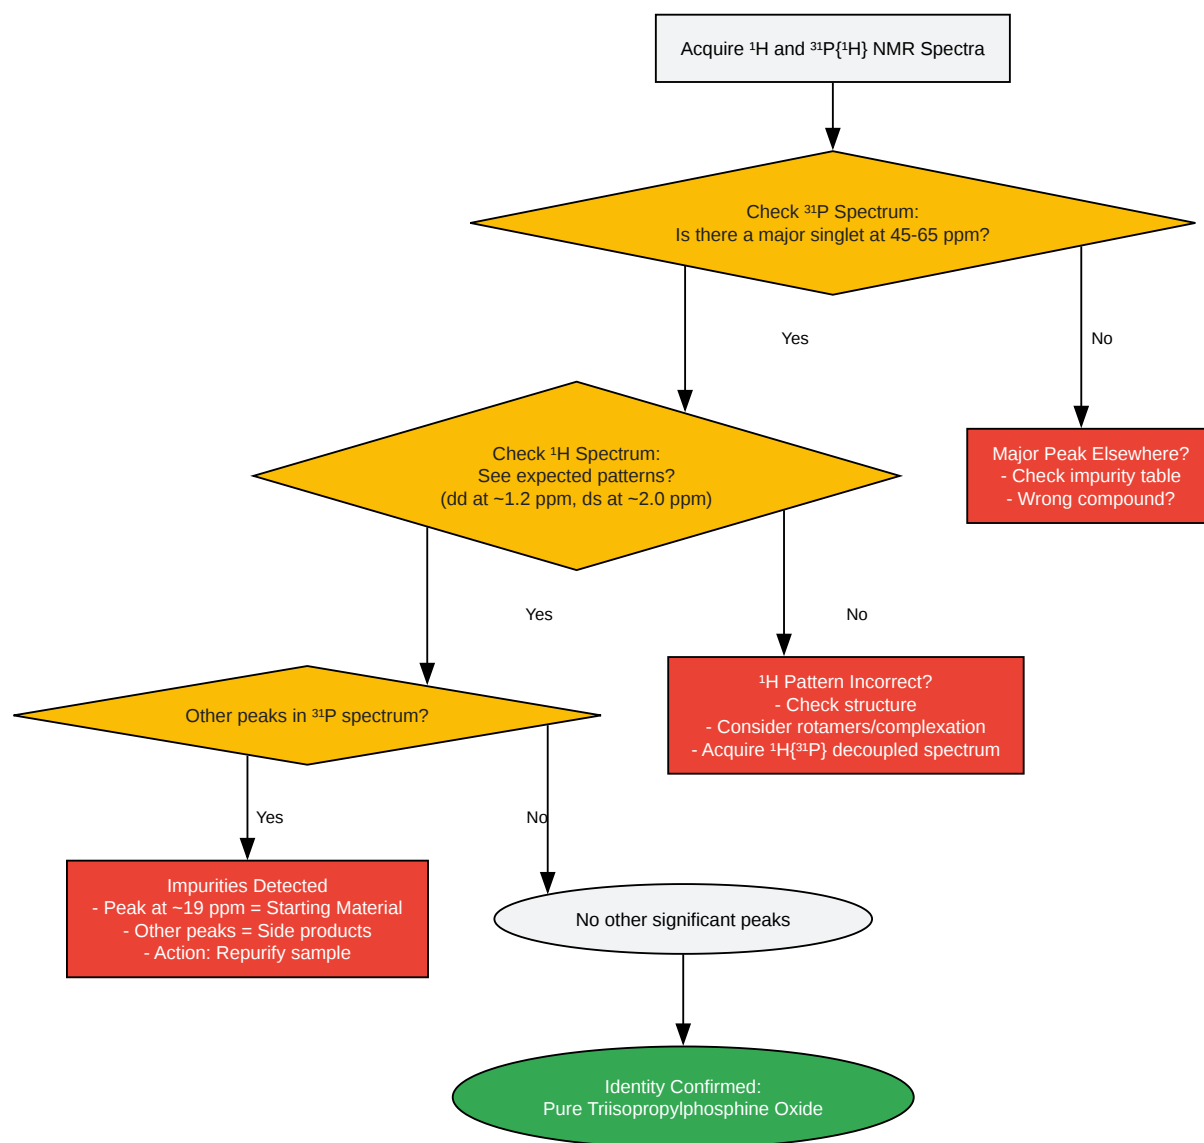 Acquire ¹H and ³¹P{¹H} NMR Spectra
Check ³¹P Spectrum:
Is there a major singlet at 45-65 ppm?
Yes
No
Check ¹H Spectrum:
See expected patterns?
(dd at ~1.2 ppm, ds at ~2.0 ppm)
Major Peak Elsewhere?
- Check impurity table
- Wrong compound?
Yes
No
Other peaks in ³¹P spectrum?
¹H Pattern Incorrect?
- Check structure
- Consider rotamers/complexation
- Acquire ¹H{³¹P} decoupled spectrum
Yes
No
Impurities Detected
- Peak at ~19 ppm = Starting Material
- Other peaks = Side products
- Action: Repurify sample
No other significant peaks
Identity Confirmed:
Pure Triisopropylphosphine Oxide